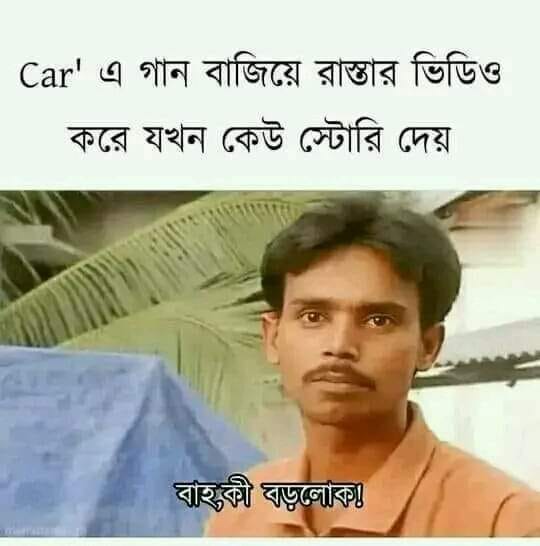 Car' এ গান বাজিয়ে রাস্তার ভিডিও
করে যখন কেউ স্টোরি দেয়
বাহ,কী বড়লোক!